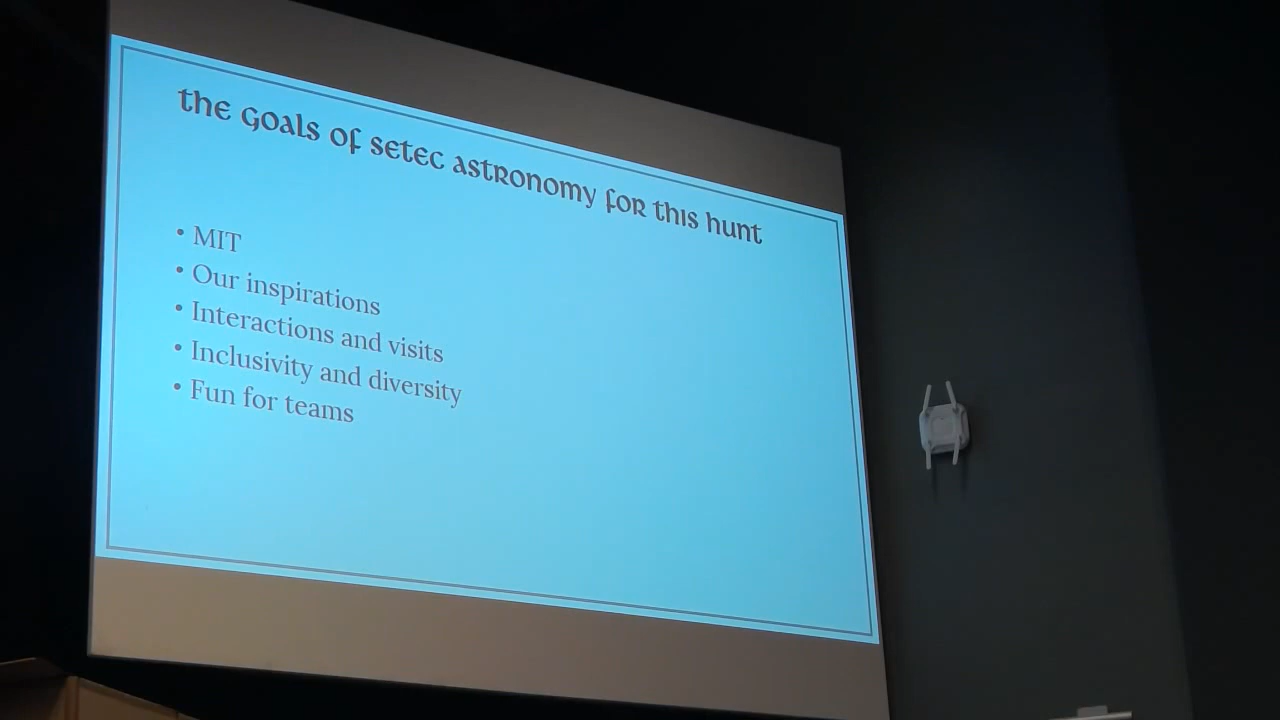 the goals of setec astronomy for this hunt
• MIT
• Our inspirations
• Interactions and visits
• Inclusivity and diversity
• Fun for teams